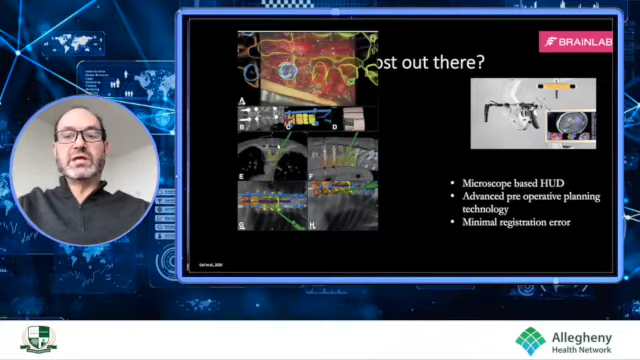 BRAINLAB
ost out there?
A
B
C
D
E
F
G
H
• Microscope based HUD
• Advanced pre operative planning
technology
• Minimal registration error
Allegheny
Health Network